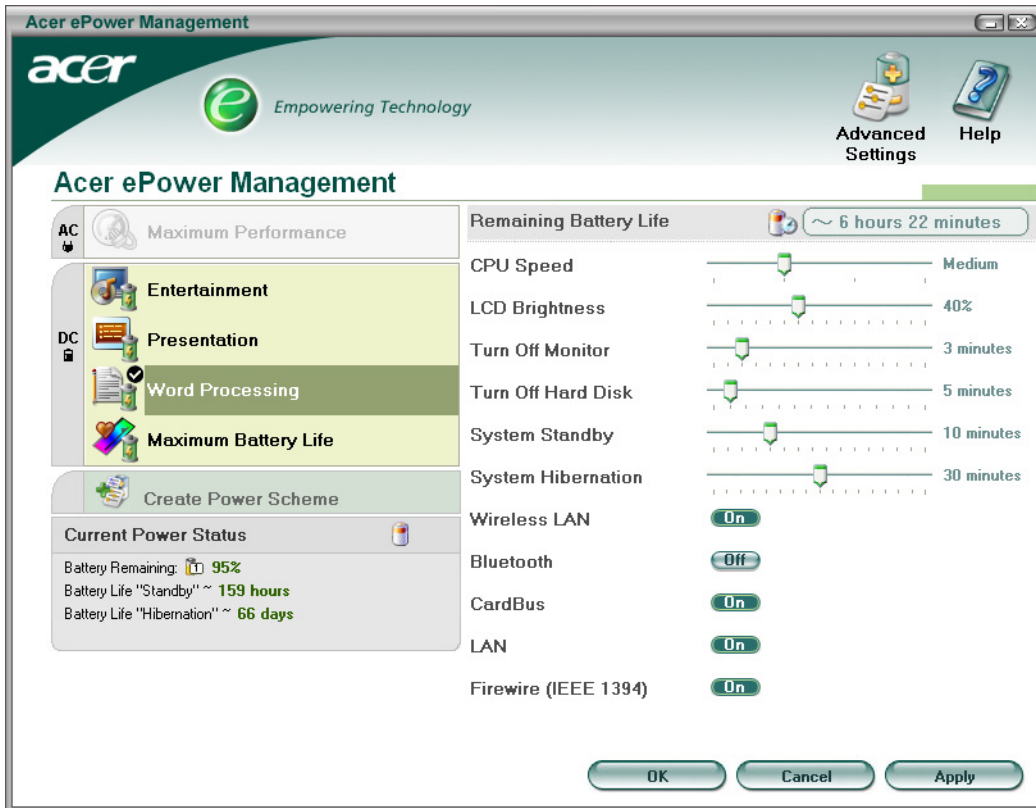 Acer ePower Management
acer
e Empowering Technology
Advanced Settings
Help
Acer ePower Management
AC
Maximum Performance
DC
Entertainment
Presentation
Word Processing
Maximum Battery Life
Create Power Scheme
Current Power Status
Battery Remaining: 1 95%
Battery Life "Standby" ~ 159 hours
Battery Life "Hibernation" ~ 66 days
Remaining Battery Life ~ 6 hours 22 minutes
CPU Speed Medium
LCD Brightness 40%
Turn Off Monitor 3 minutes
Turn Off Hard Disk 5 minutes
System Standby 10 minutes
System Hibernation 30 minutes
Wireless LAN On
Bluetooth Off
CardBus On
LAN On
Firewire (IEEE 1394) On
OK Cancel Apply